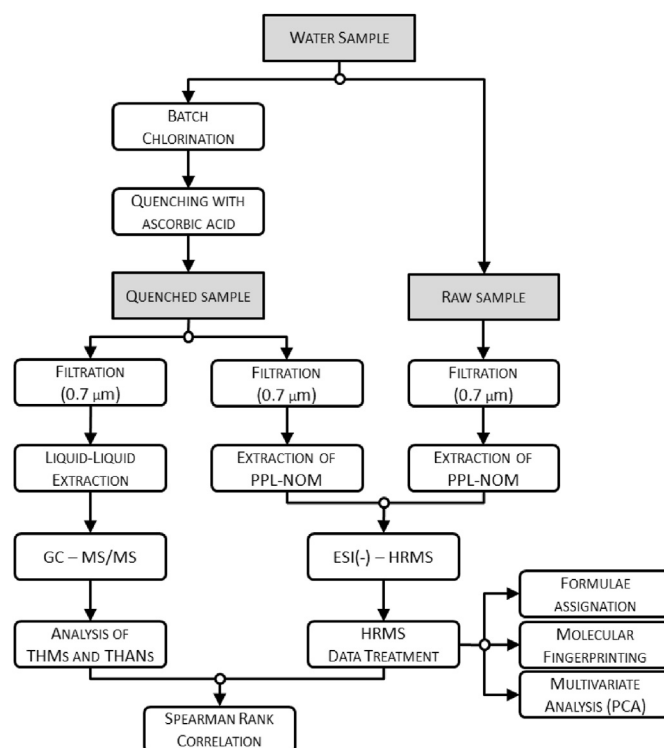 WATER SAMPLE
BATCH
CHLORINATION
QUENCHING WITH
ASCORBIC ACID
QUENCHED SAMPLE
RAW SAMPLE
FILTRATION
(0.7 µm)
FILTRATION
(0.7 µm)
FILTRATION
(0.7 µm)
LIQUID-LIQUID
EXTRACTION
EXTRACTION OF
PPL-NOM
EXTRACTION OF
PPL-NOM
GC – MS/MS
ESI(-) – HRMS
FORMULAE
ASSIGNATION
ANALYSIS OF
THMS AND THANS
HRMS
DATA TREATMENT
MOLECULAR
FINGERPRINTING
MULTIVARIATE
ANALYSIS (PCA)
SPEARMAN RANK
CORRELATION